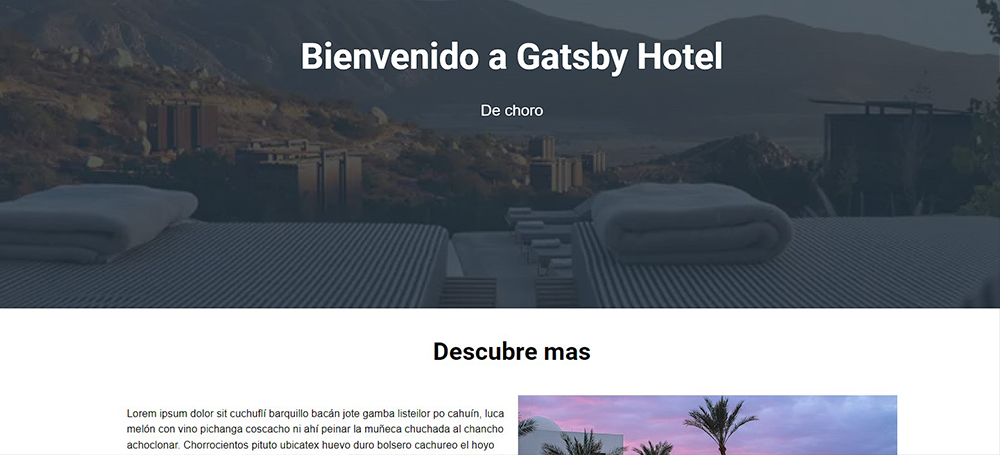 Bienvenido a Gatsby Hotel
De choro
Descubre mas
Lorem ipsum dolor sit cuchuflí barquillo bacán jote gamba listeilor po cahuín, luca
melón con vino pichanga coscacho ni ahí peinar la muñeca chuchada al chancho
achoclonar. Chorrocientos pituto ubicatex huevo duro bolsero cachureo el hoyo